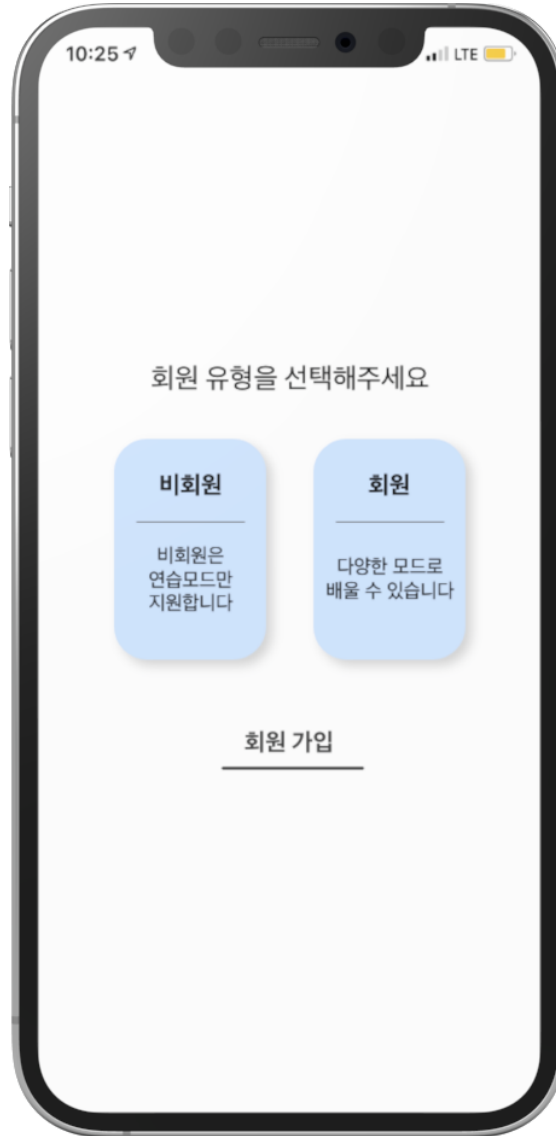 10:25
LTE
회원 유형을 선택해주세요
비회원
비회원은
연습모드만
지원합니다
회원
다양한 모드로
배울 수 있습니다
회원 가입